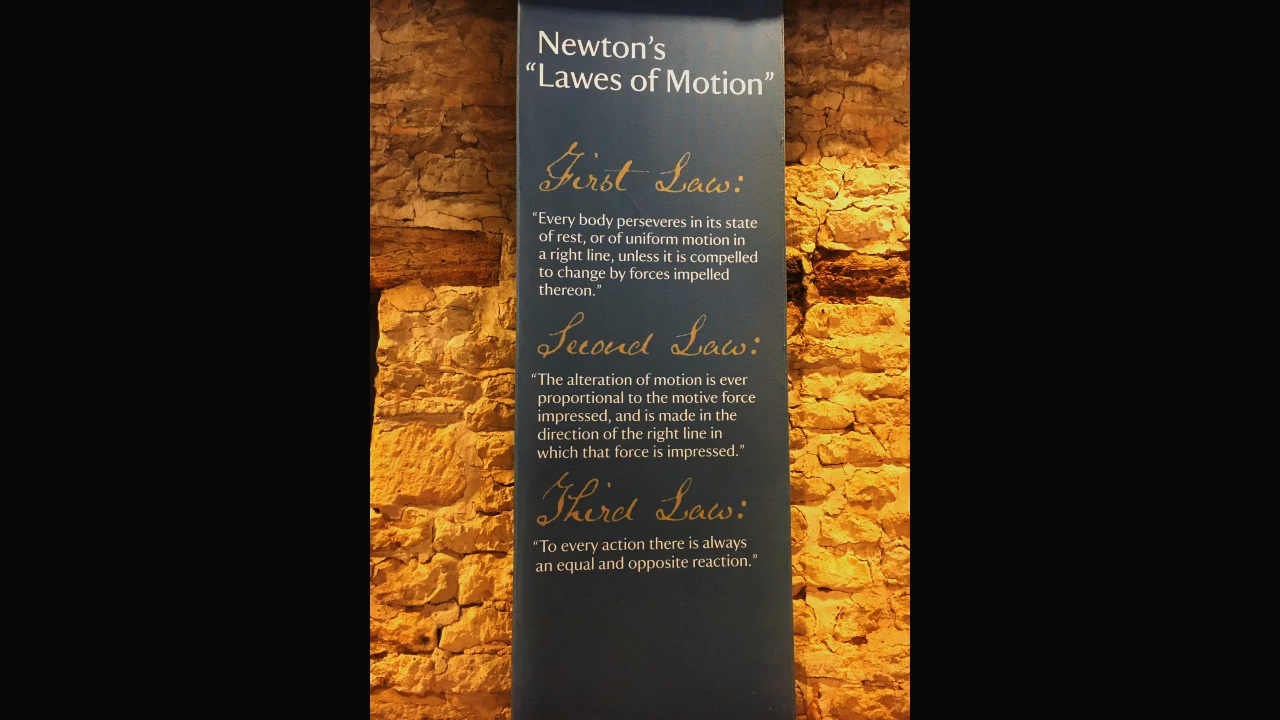 Newton’s
“Lawes of Motion”
First Law:
“Every body perseveres in its state
of rest, or of uniform motion in
a right line, unless it is compelled
to change by forces impelled
thereon.”
Second Law:
“The alteration of motion is ever
proportional to the motive force
impressed, and is made in the
direction of the right line in
which that force is impressed.”
Third Law:
“To every action there is always
an equal and opposite reaction.”